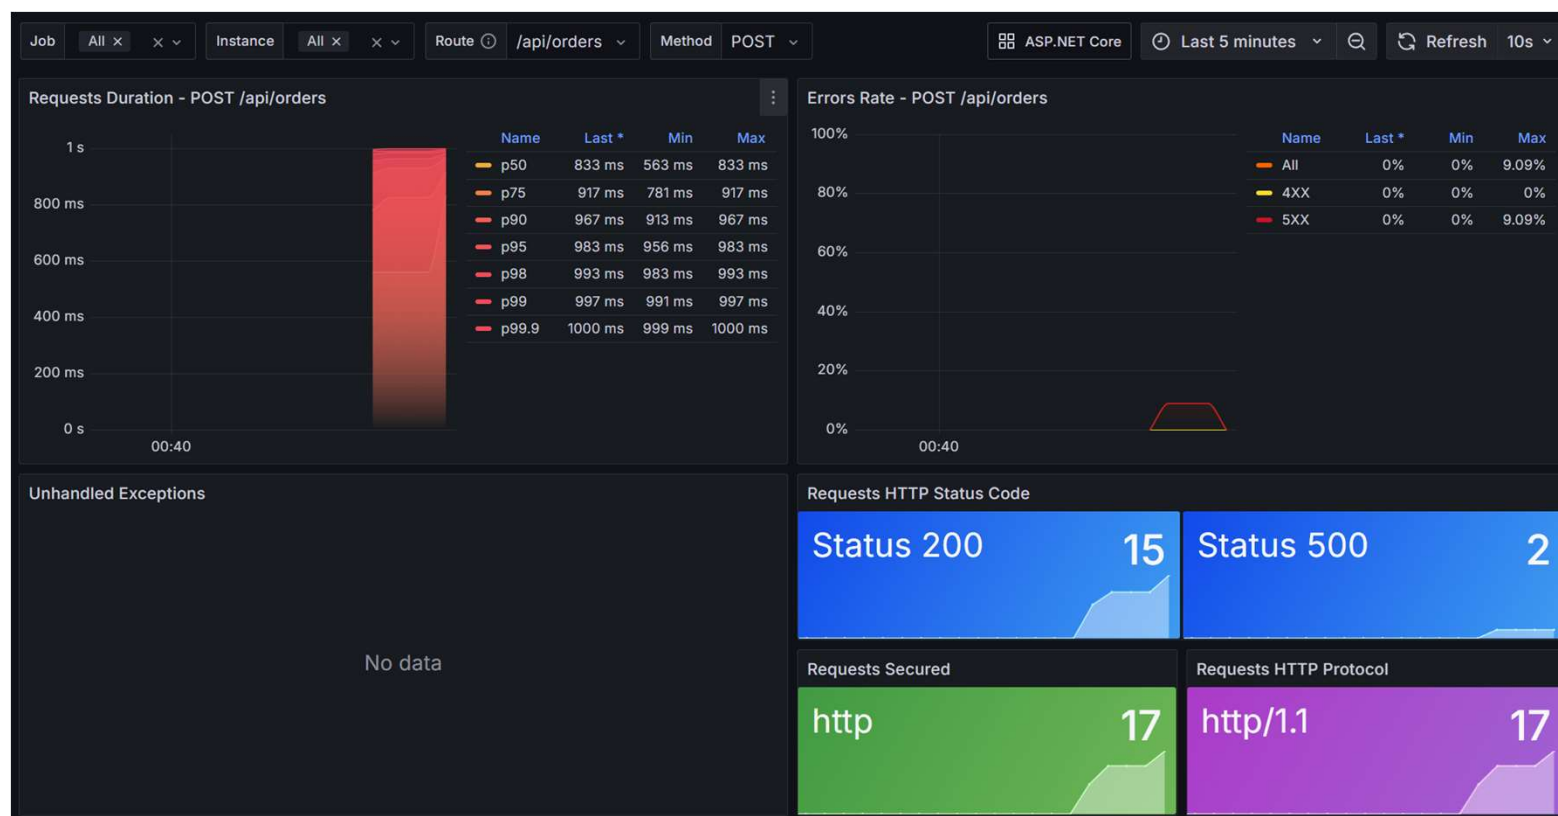 Job All × × Instance All × × Route /api/orders Method POST ASP.NET Core Last 5 minutes Refresh 10s
Requests Duration - POST /api/orders
1 s
800 ms
600 ms
400 ms
200 ms
0 s
00:40
Name Last * Min Max
p50 833 ms 563 ms 833 ms
p75 917 ms 781 ms 917 ms
p90 967 ms 913 ms 967 ms
p95 983 ms 956 ms 983 ms
p98 993 ms 983 ms 993 ms
p99 997 ms 991 ms 997 ms
p99.9 1000 ms 999 ms 1000 ms
Errors Rate - POST /api/orders
100%
80%
60%
40%
20%
0%
00:40
Name Last * Min Max
All 0% 0% 9.09%
4XX 0% 0% 0%
5XX 0% 0% 9.09%
Unhandled Exceptions
No data
Requests HTTP Status Code
Status 200 15
Status 500 2
Requests Secured
http 17
Requests HTTP Protocol
http/1.1 17